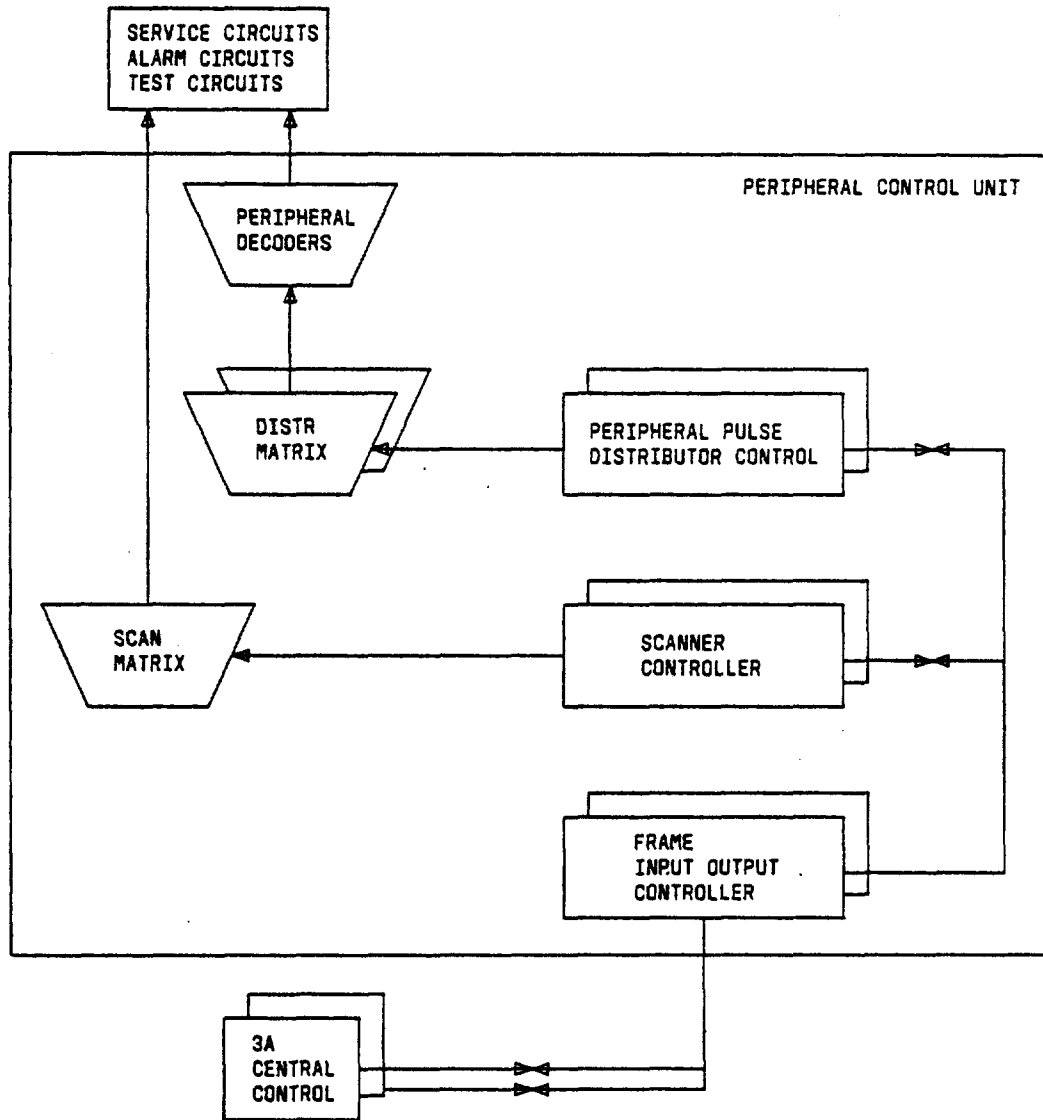 SERVICE CIRCUITS
ALARM CIRCUITS
TEST CIRCUITS
PERIPHERAL CONTROL UNIT
PERIPHERAL
DECODERS
DISTR
MATRIX
PERIPHERAL PULSE
DISTRIBUTOR CONTROL
SCAN
MATRIX
SCANNER
CONTROLLER
FRAME
INPUT OUTPUT
CONTROLLER
3A
CENTRAL
CONTROL